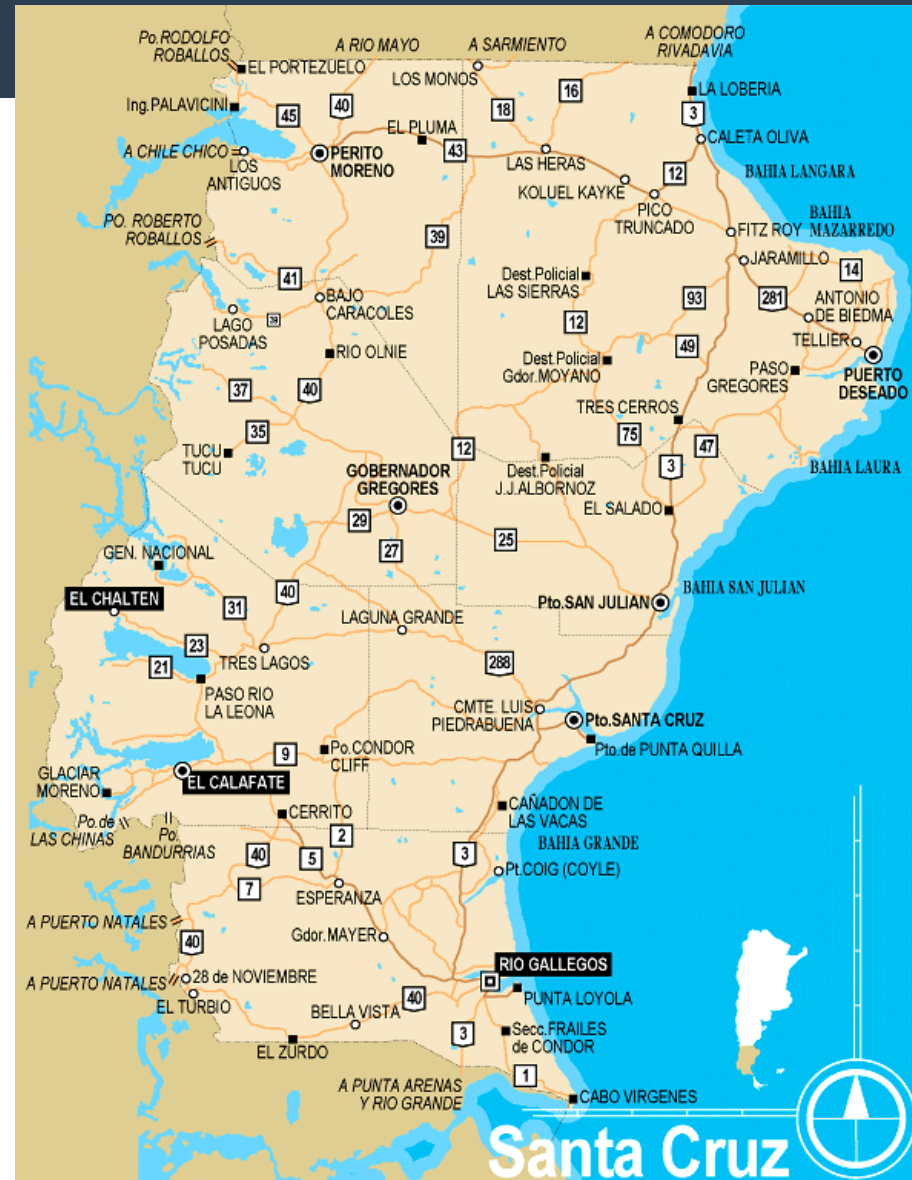 Po.RODOLFO
ROBALLOS
A RIO MAYO
A SARMIENTO
A COMODORO
RIVADAVIA
EL PORTEZUELO
LOS MONOS
Ing.PALAVICINI
45
40
18
16
LA LOBERIA
3
EL PLUMA
A CHILE CHICO
LOS
ANTIGUOS
PERITO
MORENO
43
LAS HERAS
CALETA OLIVA
KOLUEL KAYKE
12
BAHIA LANGARA
PICO
TRUNCADO
PO. ROBERTO
ROBALLOS
39
BAHIA
MAZARREDO
FITZ ROY
JARAMILLO
41
Dest.Policial
LAS SIERRAS
14
BAJO
CARACOLES
93
281
ANTONIO
DE BIEDMA
LAGO
POSADAS
39
12
49
TELLIER
RIO OLNIE
Dest.Policial
Gdor.MOYANO
PASO
GREGORES
PUERTO
DESEADO
37
40
TRES CERROS
35
75
47
TUCU
TUCU
12
3
GOBERNADOR
GREGORES
Dest.Policial
J.J.ALBORNOZ
BAHIA LAURA
EL SALADO
29
25
27
GEN. NACIONAL
EL CHALTEN
40
31
BAHIA SAN JULIAN
Pto.SAN JULIAN
LAGUNA GRANDE
23
21
TRES LAGOS
288
PASO RIO
LA LEONA
CMTE. LUIS
PIEDRABUENA
Pto.SANTA CRUZ
9
Po.CONDOR
CLIFF
Pto.de PUNTA QUILLA
GLACIAR
MORENO
EL CALAFATE
CERRITO
CAÑADON DE
LAS VACAS
Po.de
LAS CHINAS
Po.
BANDURRIAS
2
BAHIA GRANDE
40
5
3
7
Pt.COIG (COYLE)
ESPERANZA
A PUERTO NATALES
40
Gdor.MAYER
RIO GALLEGOS
A PUERTO NATALES
28 de NOVIEMBRE
EL TURBIO
40
PUNTA LOYOLA
BELLA VISTA
3
Secc.FRAILES
de CONDOR
EL ZURDO
1
A PUNTA ARENAS
Y RIO GRANDE
CABO VIRGENES
Santa Cruz